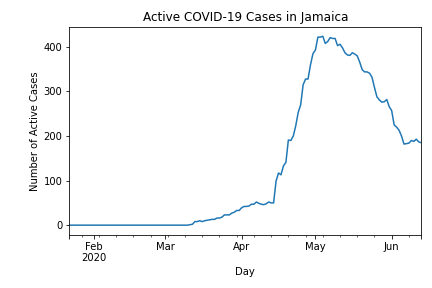 Active COVID-19 Cases in Jamaica
Number of Active Cases
400
300
200
100
0
Feb
2020
Mar
Apr
May
Jun
Day